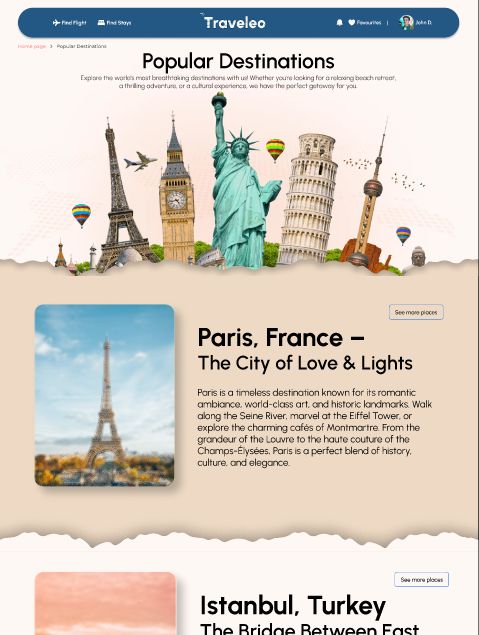 Find Flight Find Stays Traveleo Favourites | John D.
Home page > Popular Destinations
Popular Destinations
Explore the world's most breathtaking destinations with us! Whether you're looking for a relaxing beach retreat,
a thrilling adventure, or a cultural experience, we have the perfect getaway for you.
See more places
Paris, France –
The City of Love & Lights
Paris is a timeless destination known for its romantic
ambiance, world-class art, and historic landmarks. Walk
along the Seine River, marvel at the Eiffel Tower, or
explore the charming cafés of Montmartre. From the
grandeur of the Louvre to the haute couture of the
Champs-Élysées, Paris is a perfect blend of history,
culture, and elegance.
See more places
Istanbul, Turkey
The Bridge Between East